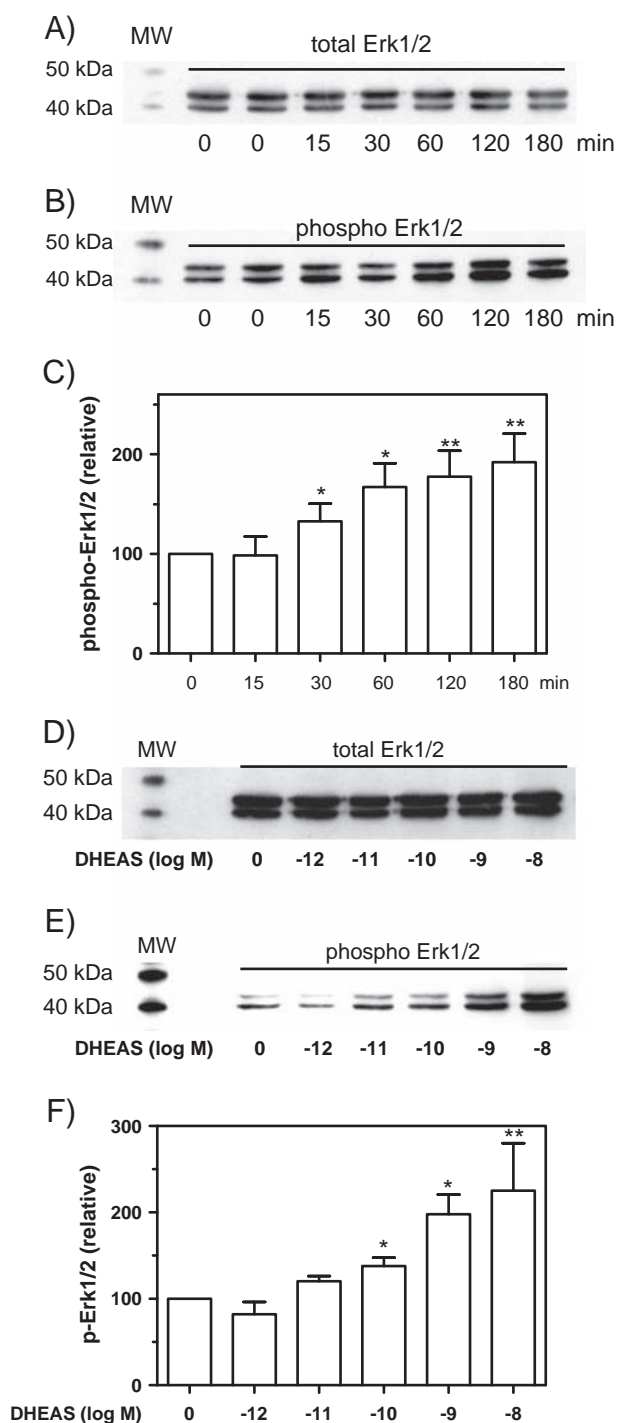 A)
MW
total Erk1/2
50 kDa
40 kDa
0 0 15 30 60 120 180 min
B)
MW
phospho Erk1/2
50 kDa
40 kDa
0 0 15 30 60 120 180 min
C)
phospho-Erk1/2 (relative)
200
100
0
* * ** **
0 15 30 60 120 180 min
D)
MW
total Erk1/2
50 kDa
40 kDa
DHEAS (log M) 0 -12 -11 -10 -9 -8
E)
MW
phospho Erk1/2
50 kDa
40 kDa
DHEAS (log M) 0 -12 -11 -10 -9 -8
F)
p-Erk1/2 (relative)
300
200
100
0
* * **
DHEAS (log M) 0 -12 -11 -10 -9 -8